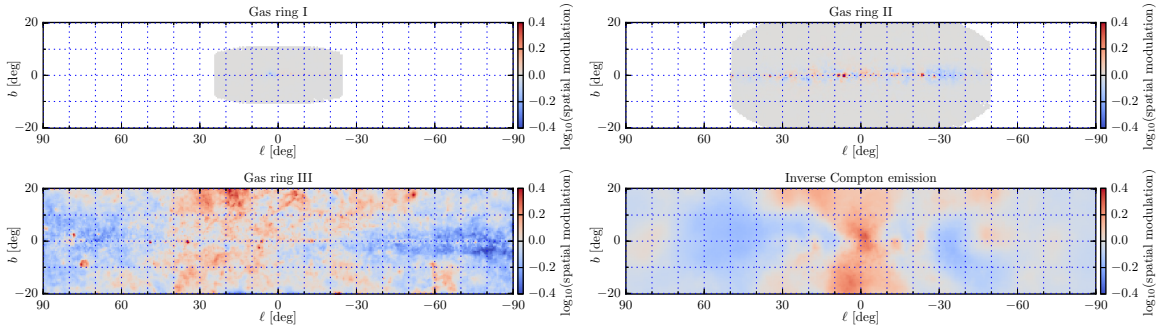 Gas ring I
20
0
−20
b [deg]
90 60 30 0 −30 −60 −90
ℓ [deg]
0.4
0.2
0.0
−0.2
−0.4
log₁₀(spatial modulation)
Gas ring II
20
0
−20
b [deg]
90 60 30 0 −30 −60 −90
ℓ [deg]
0.4
0.2
0.0
−0.2
−0.4
log₁₀(spatial modulation)
Gas ring III
20
0
−20
b [deg]
90 60 30 0 −30 −60 −90
ℓ [deg]
0.4
0.2
0.0
−0.2
−0.4
log₁₀(spatial modulation)
Inverse Compton emission
20
0
−20
b [deg]
90 60 30 0 −30 −60 −90
ℓ [deg]
0.4
0.2
0.0
−0.2
−0.4
log₁₀(spatial modulation)